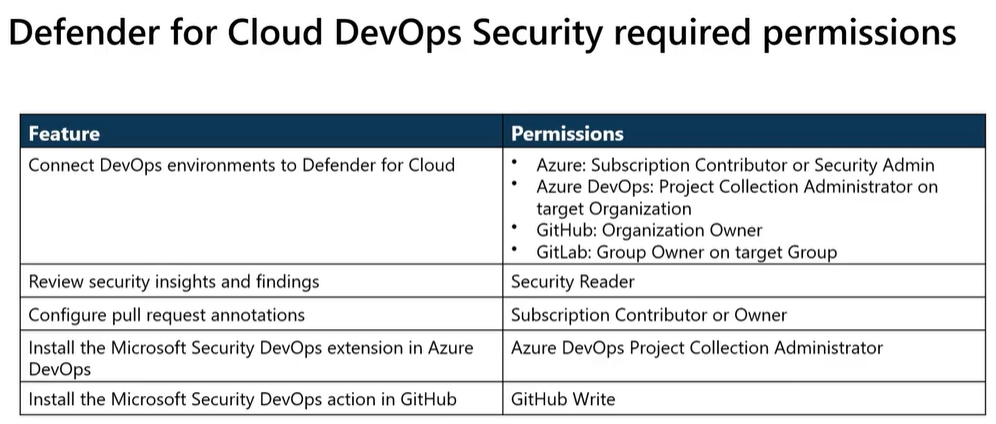 Defender for Cloud DevOps Security required permissions
Feature
Permissions
Connect DevOps environments to Defender for Cloud
• Azure: Subscription Contributor or Security Admin
• Azure DevOps: Project Collection Administrator on
target Organization
• GitHub: Organization Owner
• GitLab: Group Owner on target Group
Review security insights and findings
Security Reader
Configure pull request annotations
Subscription Contributor or Owner
Install the Microsoft Security DevOps extension in Azure
DevOps
Azure DevOps Project Collection Administrator
Install the Microsoft Security DevOps action in GitHub
GitHub Write